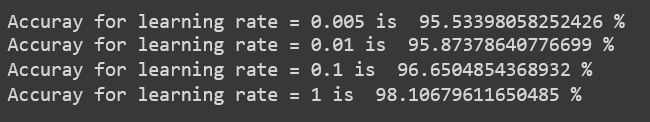 Accuray for learning rate = 0.005 is  95.53398058252426 %
Accuray for learning rate = 0.01 is  95.87378640776699 %
Accuray for learning rate = 0.1 is  96.6504854368932 %
Accuray for learning rate = 1 is  98.10679611650485 %